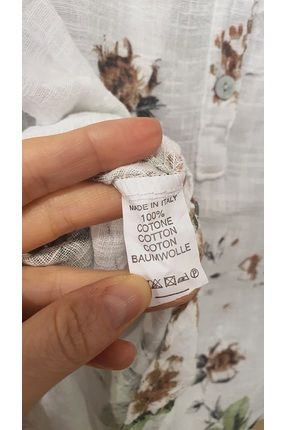 MADE IN ITALY
100%
COTONE
COTTON
COTON
BAUMWOLLE